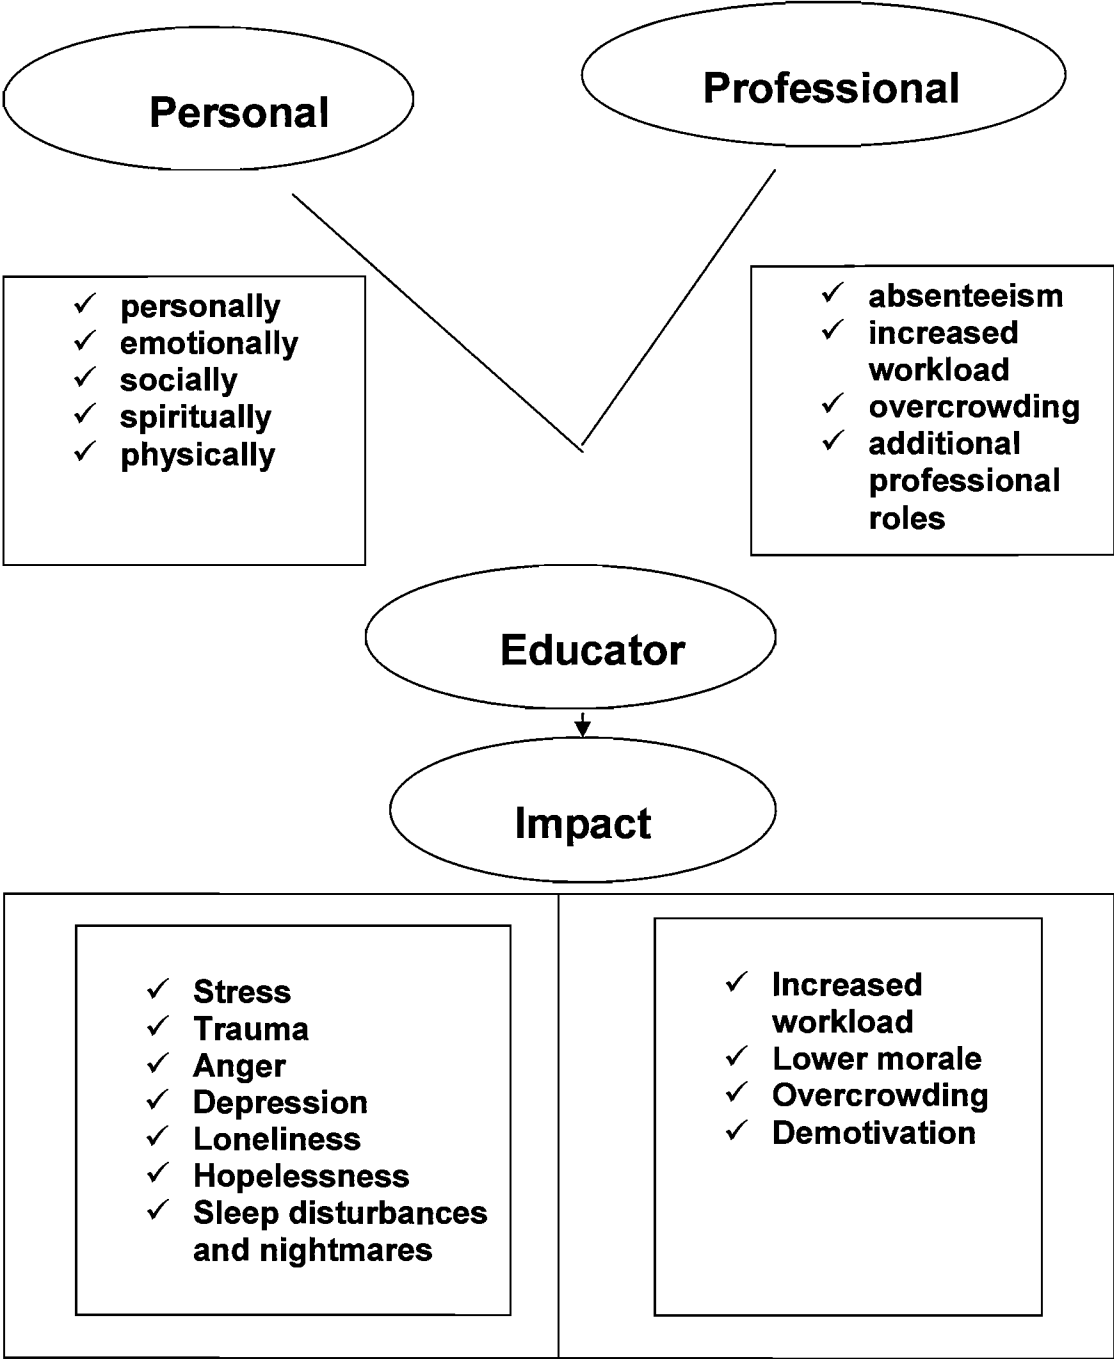 Personal
Professional
✓ personally
✓ emotionally
✓ socially
✓ spiritually
✓ physically
✓ absenteeism
✓ increased
workload
✓ overcrowding
✓ additional
professional
roles
Educator
Impact
✓ Stress
✓ Trauma
✓ Anger
✓ Depression
✓ Loneliness
✓ Hopelessness
✓ Sleep disturbances
and nightmares
✓ Increased
workload
✓ Lower morale
✓ Overcrowding
✓ Demotivation